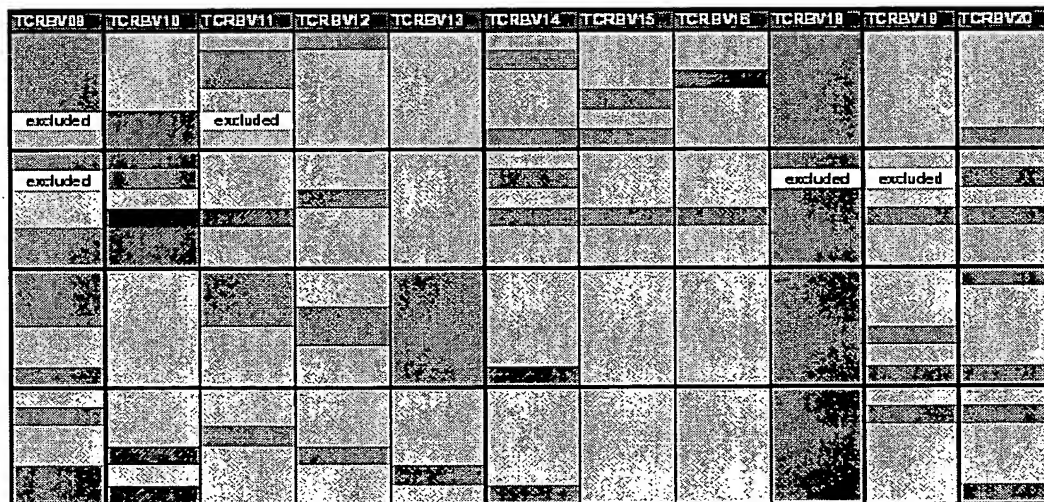 TCRBV09 TCRBV10 TCRBV11 TCRBV12 TCRBV13 TCRBV14 TCRBV15 TCRBV16 TCRBV18 TCRBV19 TCRBV20
excluded excluded
excluded excluded excluded